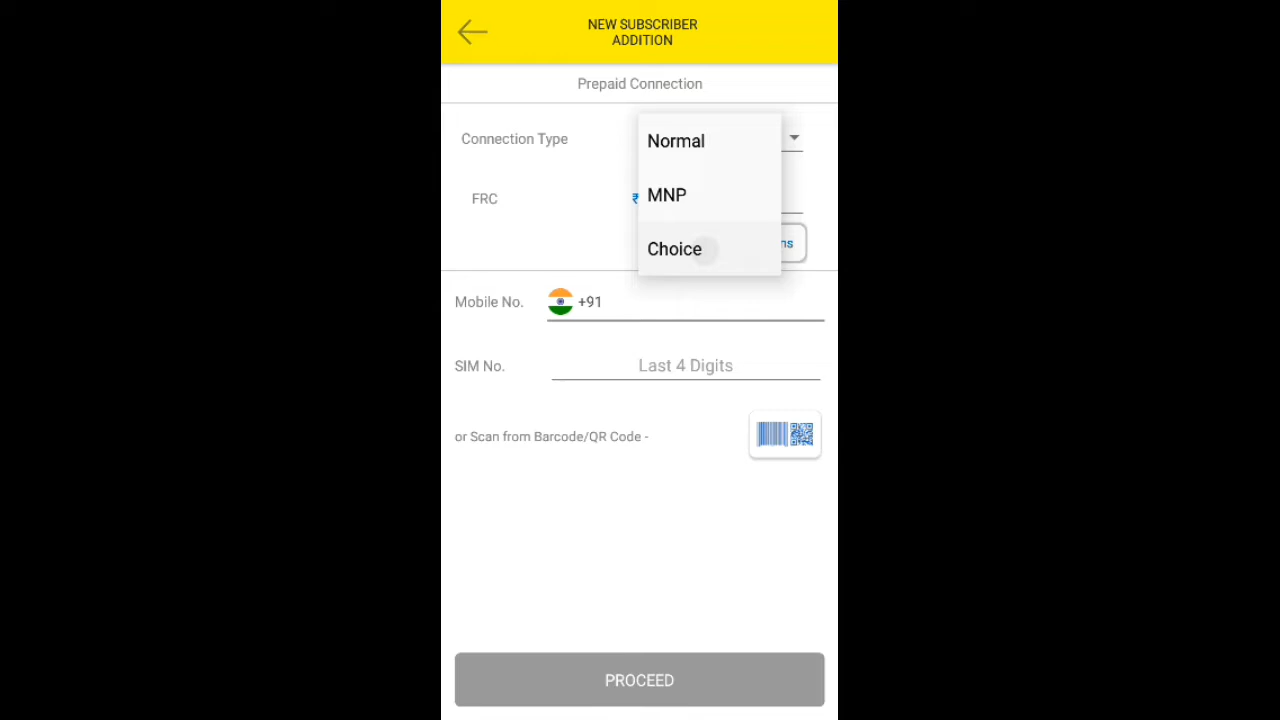 NEW SUBSCRIBER
ADDITION
Prepaid Connection
Connection Type
Normal
MNP
Choice
FRC
₹
ns
Mobile No.
+91
SIM No.
Last 4 Digits
or Scan from Barcode/QR Code -
PROCEED